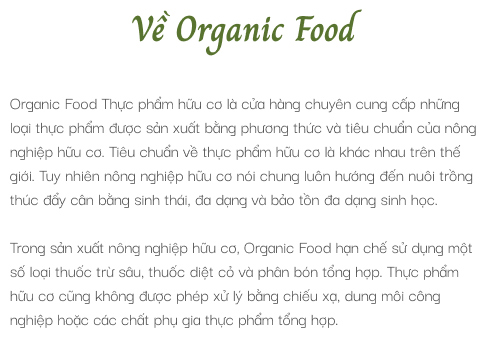 Về Organic Food
Organic Food Thực phẩm hữu cơ là cửa hàng chuyên cung cấp những
loại thực phẩm được sản xuất bằng phương thức và tiêu chuẩn của nông
nghiệp hữu cơ. Tiêu chuẩn về thực phẩm hữu cơ là khác nhau trên thế
giới. Tuy nhiên nông nghiệp hữu cơ nói chung luôn hướng đến nuôi trồng
thúc đẩy cân bằng sinh thái, đa dạng và bảo tồn đa dạng sinh học.
Trong sản xuất nông nghiệp hữu cơ, Organic Food hạn chế sử dụng một
số loại thuốc trừ sâu, thuốc diệt cỏ và phân bón tổng hợp. Thực phẩm
hữu cơ cũng không được phép xử lý bằng chiếu xạ, dung môi công
nghiệp hoặc các chất phụ gia thực phẩm tổng hợp.